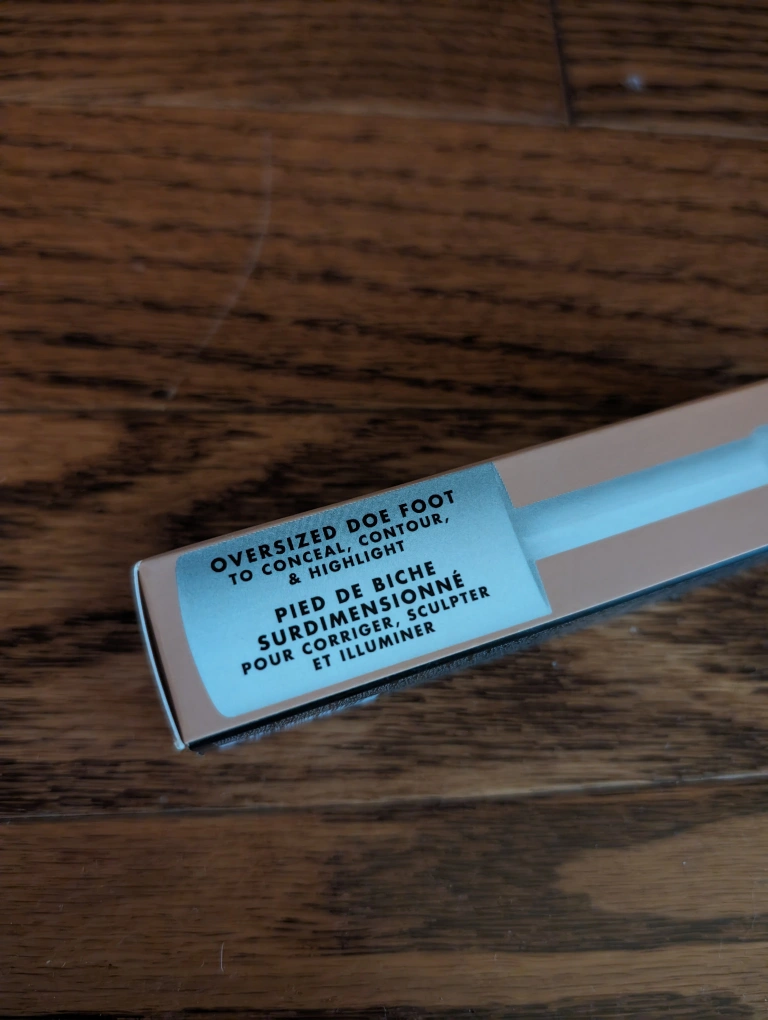 OVERSIZED DOE FOOT
TO CONCEAL, CONTOUR,
& HIGHLIGHT
PIED DE BICHE
SURDIMENSIONNÉ
POUR CORRIGER, SCULPTER
ET ILLUMINER